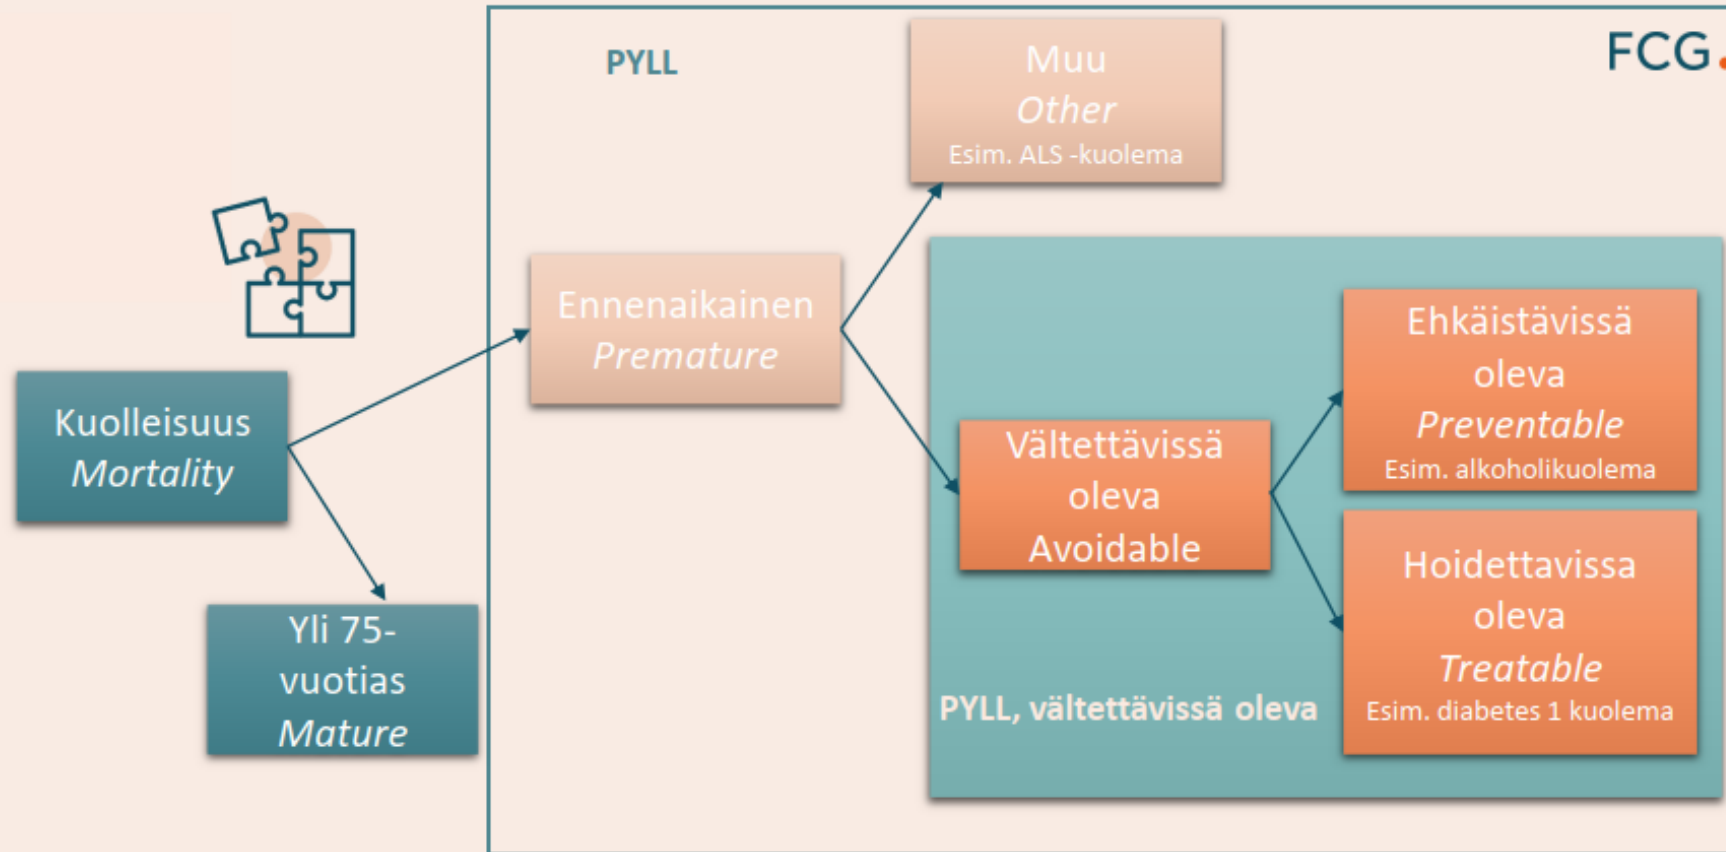 PYLL
FCG.
Muu
Other
Esim. ALS -kuolema
Ennenaikainen
Premature
Kuolleisuus
Mortality
Yli 75-
vuotias
Mature
Vältettävissä
oleva
Avoidable
Ehkäistävissä
oleva
Preventable
Esim. alkoholikuolema
Hoidettavissa
oleva
Treatable
Esim. diabetes 1 kuolema
PYLL, vältettävissä oleva